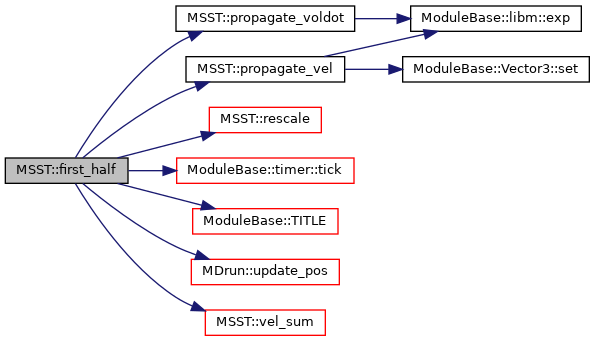 MSST::propagate_voldot
ModuleBase::libm::exp
MSST::propagate_vel
ModuleBase::Vector3::set
MSST::rescale
MSST::first_half
ModuleBase::timer::tick
ModuleBase::TITLE
MDrun::update_pos
MSST::vel_sum